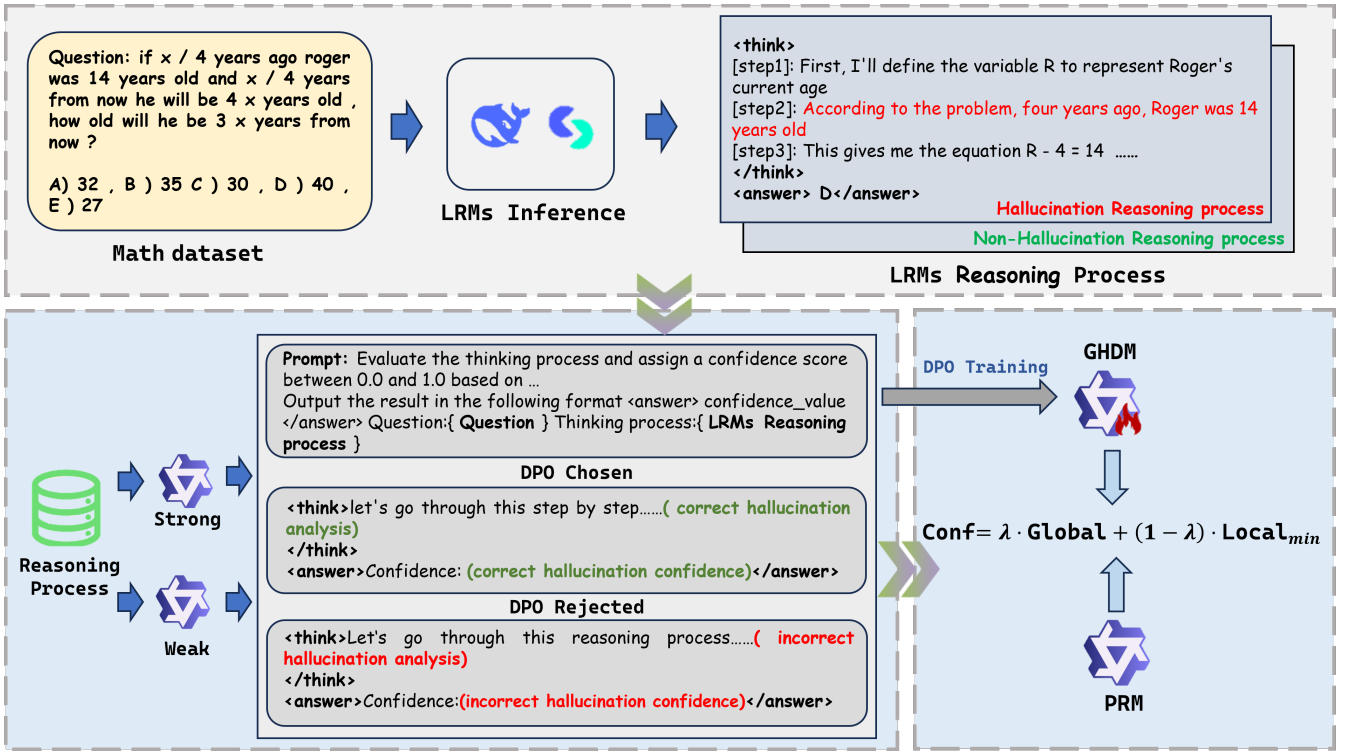 Question: if x / 4 years ago roger
was 14 years old and x / 4 years
from now he will be 4 x years old ,
how old will he be 3 x years from
now ?
A) 32 , B ) 35 C ) 30 , D ) 40 ,
E ) 27
Math dataset
LRMs Inference
<think>
[step1]: First, I'll define the variable R to represent Roger's
current age
[step2]: According to the problem, four years ago, Roger was 14
years old
[step3]: This gives me the equation R - 4 = 14 ……
</think>
<answer> D</answer>
Hallucination Reasoning process
Non-Hallucination Reasoning process
LRMs Reasoning Process
Reasoning
Process
Strong
Weak
Prompt: Evaluate the thinking process and assign a confidence score
between 0.0 and 1.0 based on …
Output the result in the following format <answer> confidence_value
</answer> Question:{ Question } Thinking process:{ LRMs Reasoning
process }
DPO Chosen
<think>let's go through this step by step……( correct hallucination
analysis)
</think>
<answer>Confidence: (correct hallucination confidence)</answer>
DPO Rejected
<think>Let's go through this reasoning process……( incorrect
hallucination analysis)
</think>
<answer>Confidence:(incorrect hallucination confidence)</answer>
DPO Training
GHDM
Conf= λ · Global + (1 − λ) · Local_min
PRM